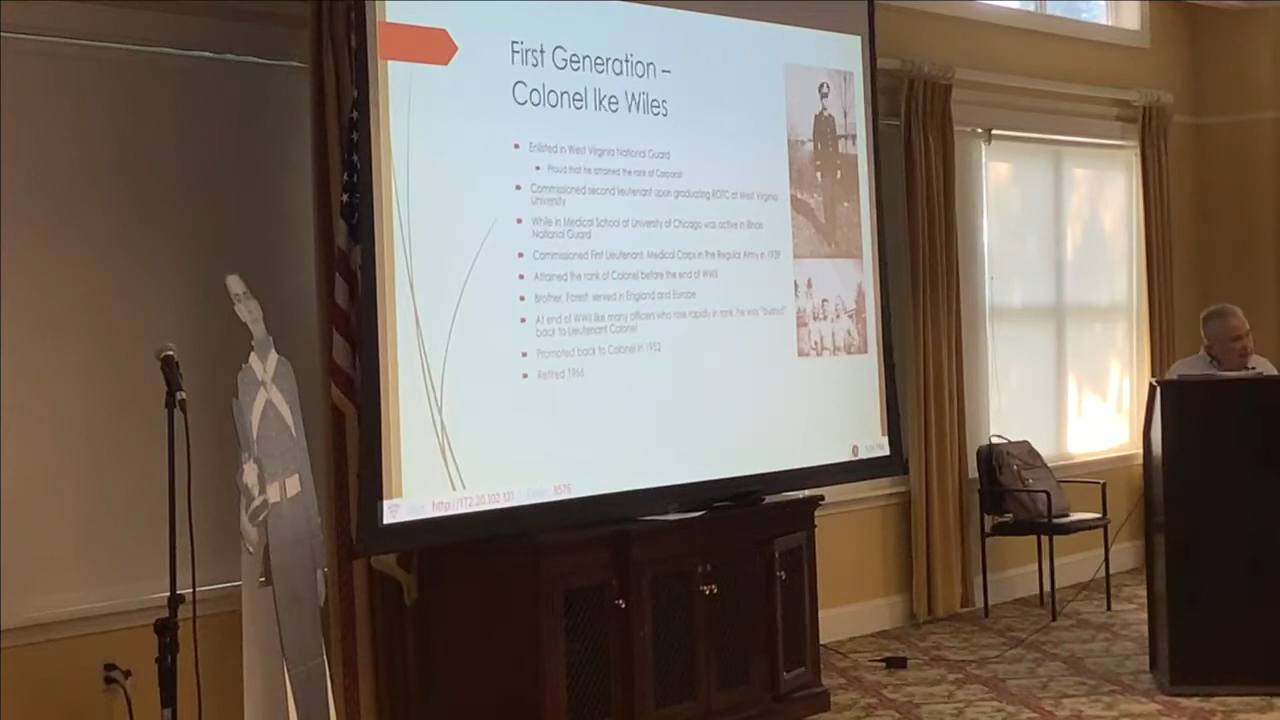 First Generation –
Colonel Ike Wiles
Enlisted in West Virginia National Guard
Proud that he attained the rank of Corporal
Commissioned second lieutenant upon graduating ROTC at West Virginia
University
While in Medical School at University of Chicago was active in Illinois
National Guard
Commissioned First Lieutenant, Medical Corps in the Regular Army in 1939
Attained the rank of Colonel before the end of WWII
Brother, Forest served in England and Europe
At end of WWII like many officers who rose rapidly in rank, he was "busted"
back to Lieutenant Colonel
Promoted back to Colonel in 1952
Retired 1966
http://172.20.102.131 8576